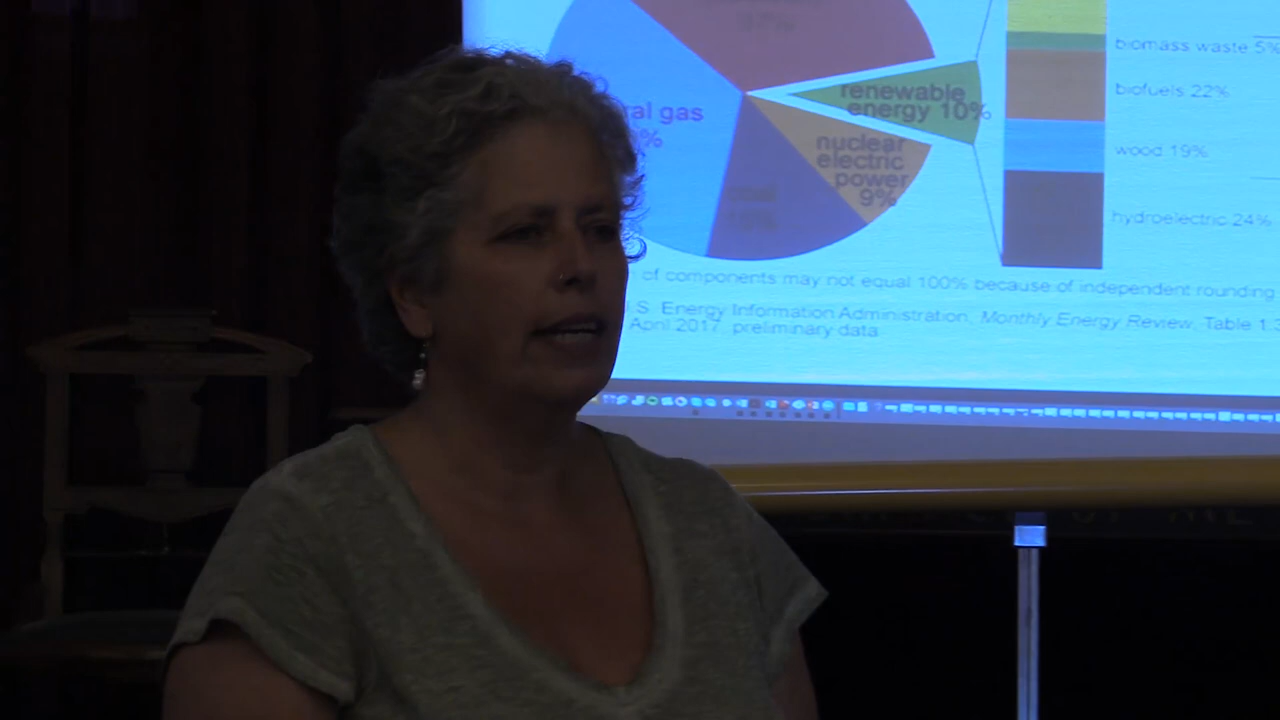 biomass waste 5%
biofuels 22%
wood 19%
hydroelectric 24%
renewable
energy 10%
ral gas
%
nuclear
electric
power
9%
of components may not equal 100% because of independent rounding
.S. Energy Information Administration, Monthly Energy Review, Table 1.3
April 2017, preliminary data